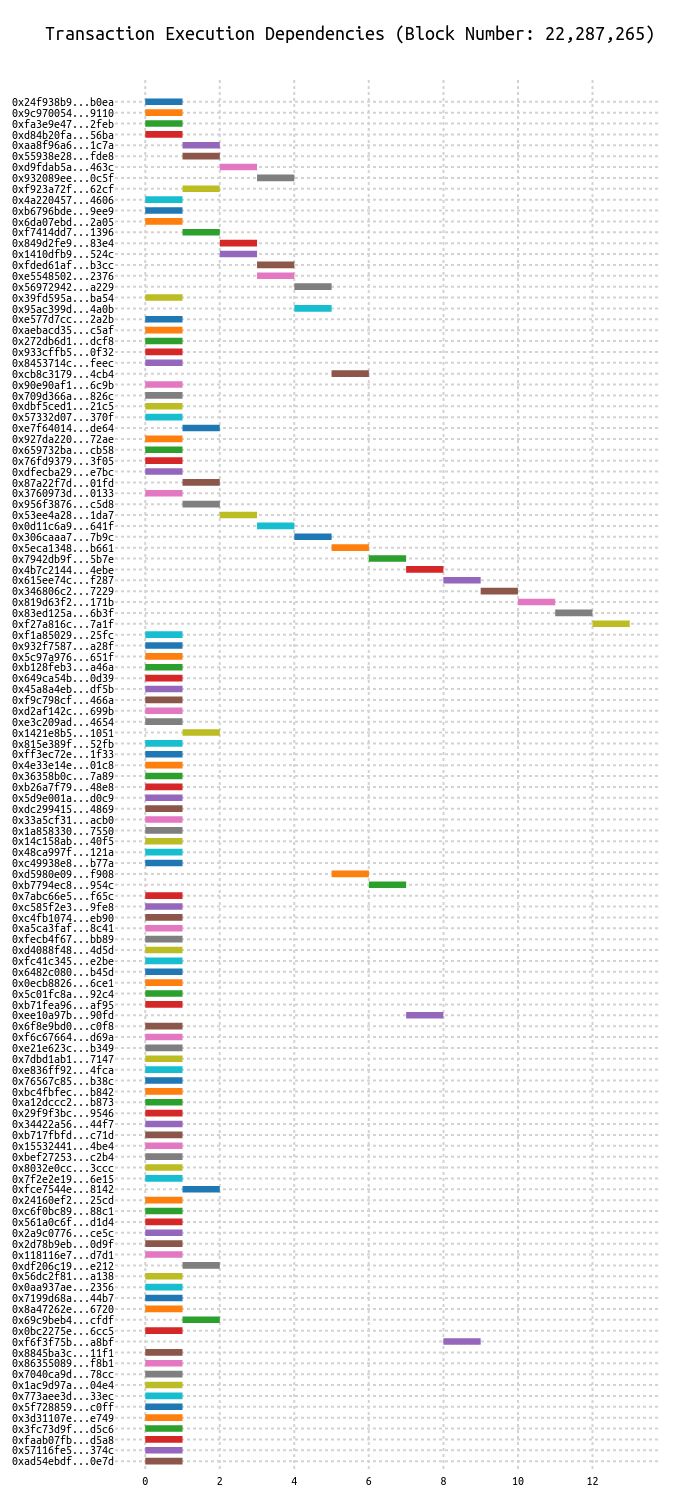 Transaction Execution Dependencies (Block Number: 22,287,265)
0x24f938b9...b0ea
0x9c970054...9110
0xfa3e9e47...2feb
0xd84b20fa...56ba
0xaa8f96a6...1c7a
0x55938e28...fde8
0xd9fdab5a...463c
0x932089ee...0c5f
0xf923a72f...62cf
0x4a220457...4606
0xb6796bde...9ee9
0x6da07ebd...2a05
0xf7414dd7...1396
0x849d2fe9...83e4
0x1410dfb9...524c
0xfded61af...b3cc
0xe5548502...2376
0x56972942...a229
0x39fd595a...ba54
0x95ac399d...4a0b
0xe577d7cc...2a2b
0xaebacd35...c5af
0x272db6d1...dcf8
0x933cffb5...0f32
0x8453714c...feec
0xcb8c3179...4cb4
0x90e90af1...6c9b
0x709d366a...826c
0xdbf5ced1...21c5
0x57332d07...370f
0xe7f64014...de64
0x927da220...72ae
0x659732ba...cb58
0x76fd9379...3f05
0xdfecba29...e7bc
0x87a22f7d...01fd
0x3760973d...0133
0x956f3876...c5d8
0x53ee4a28...1da7
0x0d11c6a9...641f
0x306caaa7...7b9c
0x5eca1348...b661
0x7942db9f...5b7e
0x4b7c2144...4ebe
0x615ee74c...f287
0x346806c2...7229
0x819d63f2...171b
0x83ed125a...6b3f
0xf27a816c...7a1f
0xf1a85029...25fc
0x932f7587...a28f
0x5c97a976...651f
0xb128feb3...a46a
0x649ca54b...0d39
0x45a8a4eb...df5b
0xf9c798cf...466a
0xd2af142c...699b
0xe3c209ad...4654
0x1421e8b5...1051
0x815e389f...52fb
0xff3ec72e...1f33
0x4e33e14e...01c8
0x36358b0c...7a89
0xb26a7f79...48e8
0x5d9e001a...d0c9
0xdc299415...4869
0x33a5cf31...acb0
0x1a858330...7550
0x14c158ab...40f5
0x48ca997f...121a
0xc49938e8...b77a
0xd5980e09...f908
0xb7794ec8...954c
0x7abc66e5...f65c
0xc585f2e3...9fe8
0xc4fb1074...eb90
0xa5ca3faf...8c41
0xfecb4f67...bb89
0xd4088f48...4d5d
0xfc41c345...e2be
0x6482c080...b45d
0x0ecb8826...6ce1
0x5c01fc8a...92c4
0xb71fea96...af95
0xee10a97b...90fd
0x6f8e9bd0...c0f8
0xf6c67664...d69a
0xe21e623c...b349
0x7dbd1ab1...7147
0xe836ff92...4fca
0x76567c85...b38c
0xbc4fbfec...b842
0xa12dccc2...b873
0x29f9f3bc...9546
0x34422a56...44f7
0xb717fbfd...c71d
0x15532441...4be4
0xbef27253...c2b4
0x8032e0cc...3ccc
0x7f2e2e19...6e15
0xfce7544e...8142
0x24160ef2...25cd
0xc6f0bc89...88c1
0x561a0c6f...d1d4
0x2a9c0776...ce5c
0x2d78b9eb...0d9f
0x118116e7...d7d1
0xdf206c19...e212
0x56dc2f81...a138
0x0aa937ae...2356
0x7199d68a...44b7
0x8a47262e...6720
0x69c9beb4...cfdf
0x0bc2275e...6cc5
0xf6f3f75b...a8bf
0x8845ba3c...11f1
0x86355089...f8b1
0x7040ca9d...78cc
0x1ac9d97a...04e4
0x773aee3d...33ec
0x5f728859...c0ff
0x3d31107e...e749
0x3fc73d9f...d5c6
0xfaab07fb...d5a8
0x57116fe5...374c
0xad54ebdf...0e7d
0 2 4 6 8 10 12